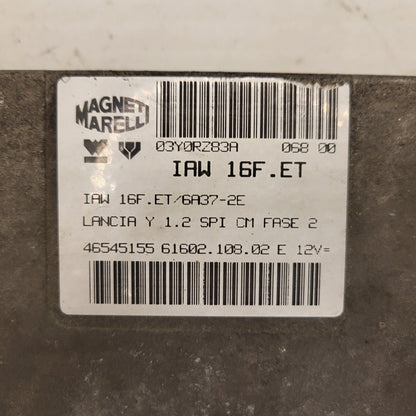 MAGNETI
MARELLI
03Y0RZ83A 068 00
IAW 16F.ET
IAW 16F.ET/6A37-2E
LANCIA Y 1.2 SPI CM FASE 2
46545155 61602.108.02 E 12V=